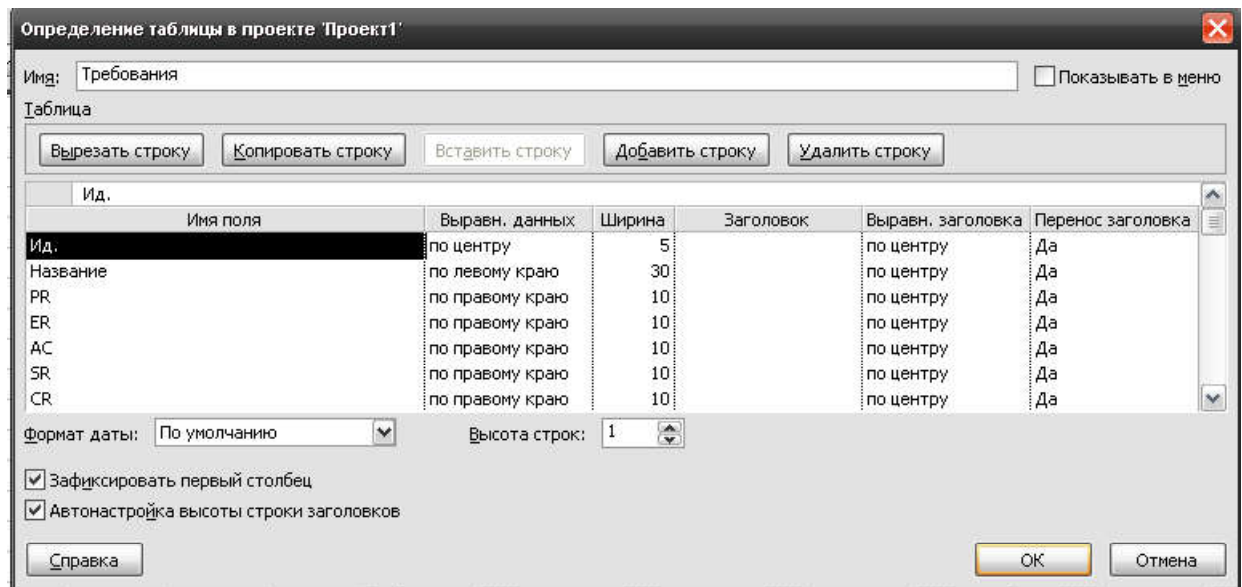 Определение таблицы в проекте 'Проект1'
Имя: Требования Показывать в меню
Таблица
Вырезать строку Копировать строку Вставить строку Добавить строку Удалить строку
Ид.
Имя поля Выравн. данных Ширина Заголовок Выравн. заголовка Перенос заголовка
Ид. по центру 5 по центру Да
Название по левому краю 30 по центру Да
PR по правому краю 10 по центру Да
ER по правому краю 10 по центру Да
AC по правому краю 10 по центру Да
SR по правому краю 10 по центру Да
CR по правому краю 10 по центру Да
Формат даты: По умолчанию Высота строк: 1
Зафиксировать первый столбец
Автонастройка высоты строки заголовков
Справка ОК Отмена